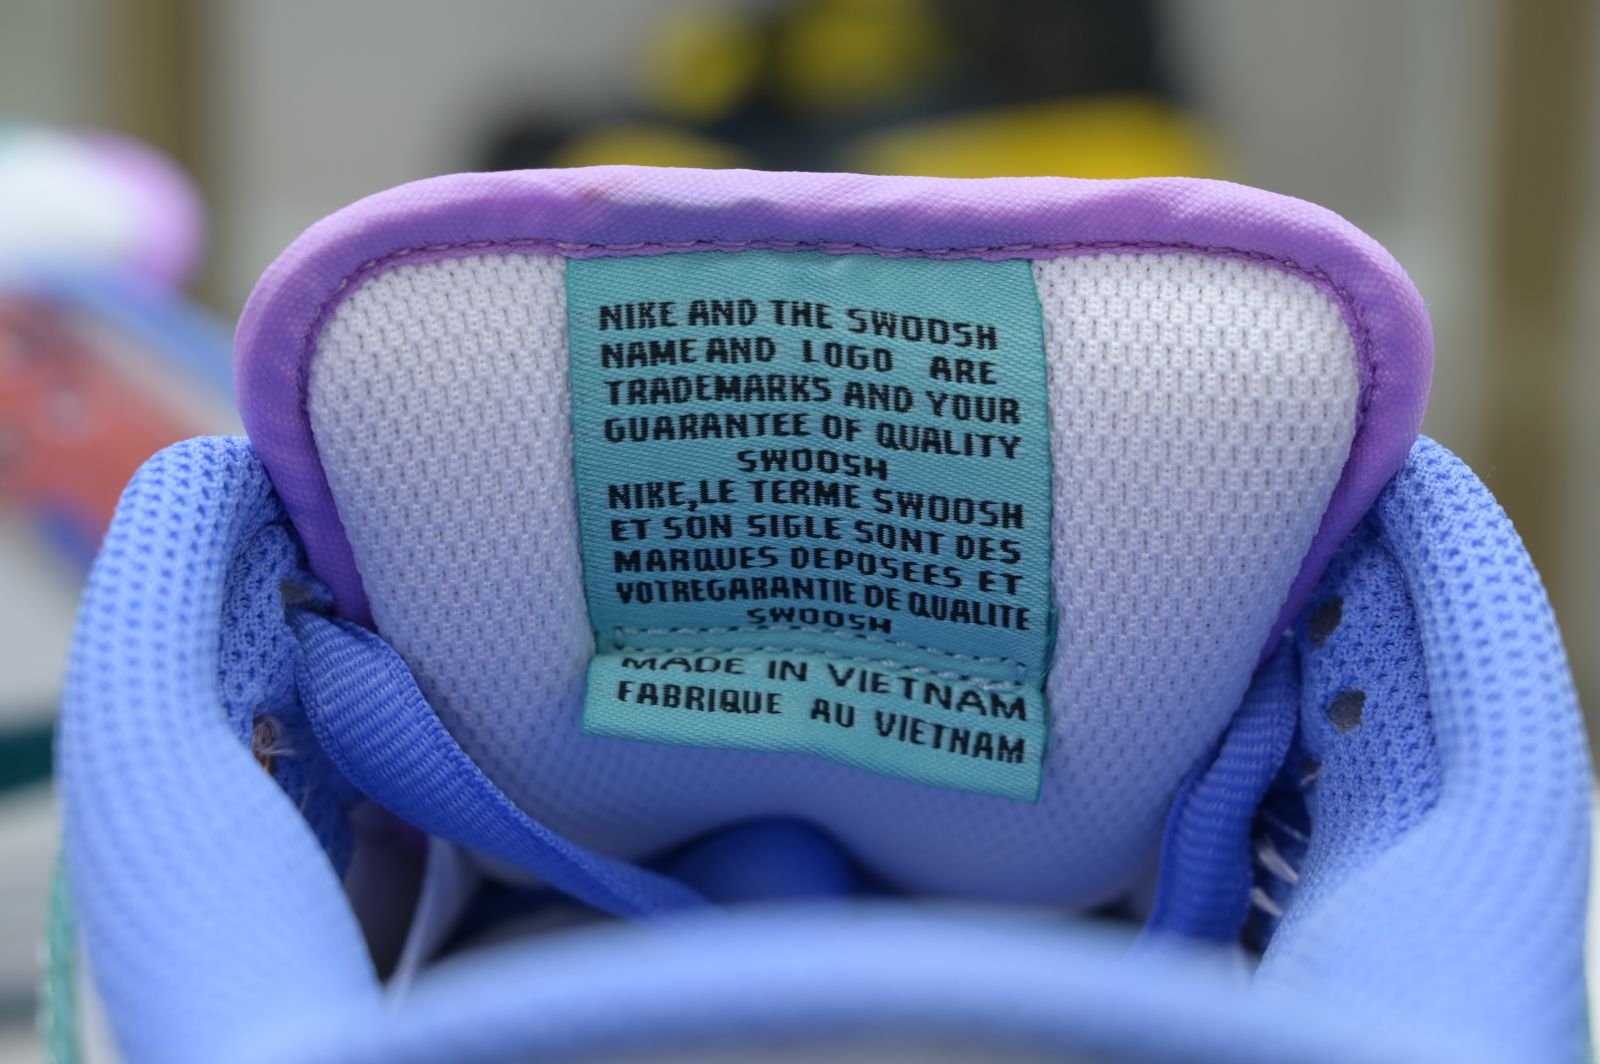 NIKE AND THE SWOOSH
NAME AND LOGO ARE
TRADEMARKS AND YOUR
GUARANTEE OF QUALITY
SWOOSH
NIKE,LE TERME SWOOSH
ET SON SIGLE SONT DES
MARQUES DEPOSEES ET
VOTREGARANTIE DE QUALITE
SWOOSH
MADE IN VIETNAM
FABRIQUE AU VIETNAM